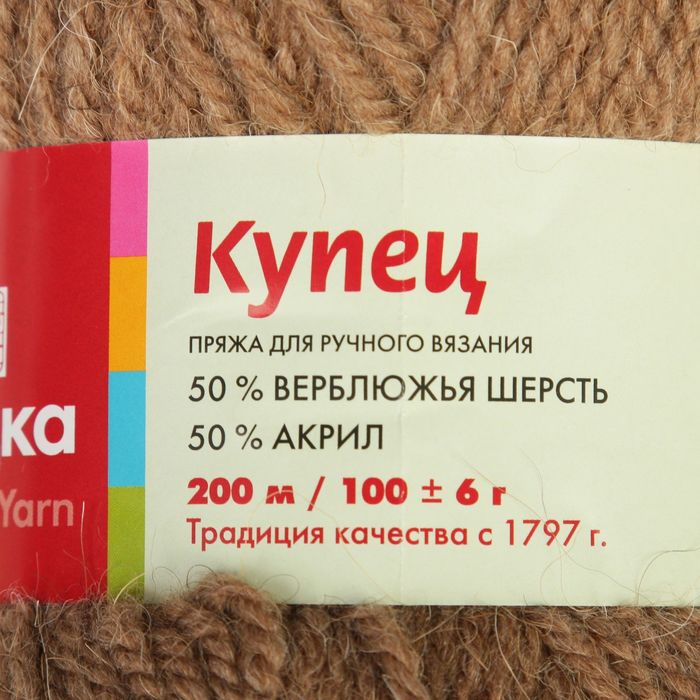 Купец
ПРЯЖА ДЛЯ РУЧНОГО ВЯЗАНИЯ
50 % ВЕРБЛЮЖЬЯ ШЕРСТЬ
50 % АКРИЛ
200 м / 100 ± 6 г
Традиция качества с 1797 г.
ка
Yarn